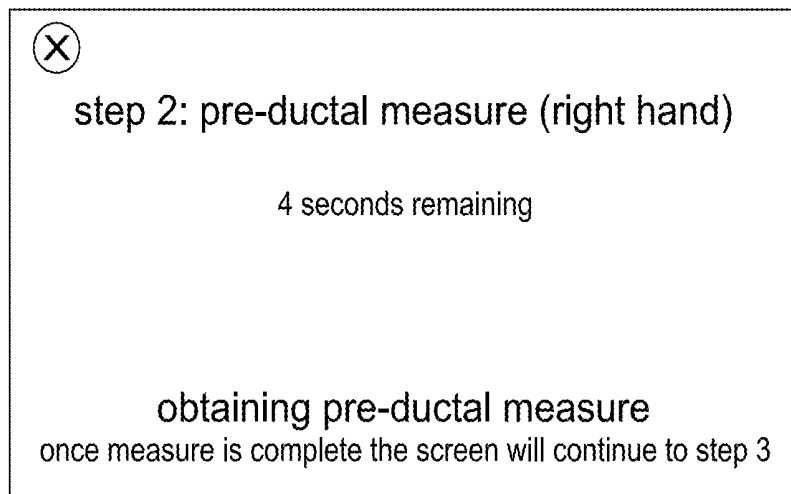 X
step 2: pre-ductal measure (right hand)
4 seconds remaining
obtaining pre-ductal measure
once measure is complete the screen will continue to step 3